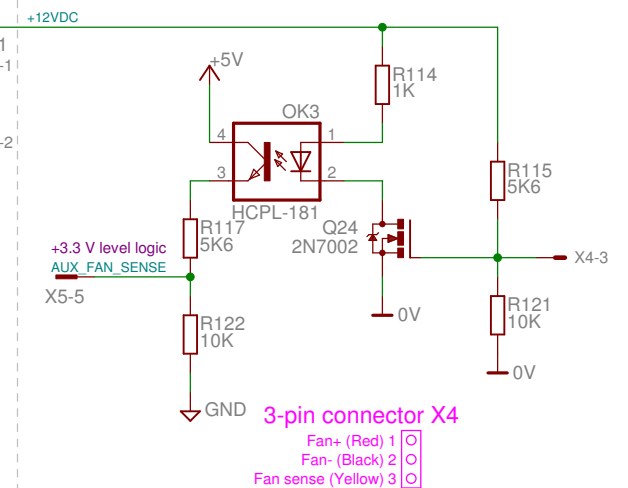 +12VDC
1
-1
+5V
R114
1K
OK3
4
1
-2
3
2
R115
5K6
HCPL-181
R117
5K6
Q24
2N7002
+3.3 V level logic
AUX_FAN_SENSE
X5-5
X4-3
R122
10K
R121
10K
0V
0V
GND
3-pin connector X4
Fan+ (Red) 1
Fan- (Black) 2
Fan sense (Yellow) 3